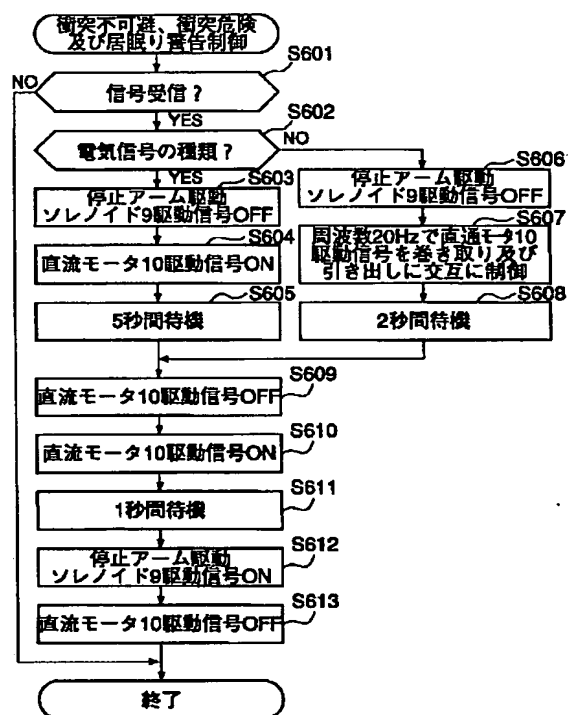 衝突不可避、衝突危険
及び居眠り警告制御
S601
NO
信号受信？
YES
S602
電気信号の種類？
NO
YES
S603
停止アーム駆動
ソレノイド9駆動信号OFF
S604
直流モータ10駆動信号ON
S605
5秒間待機
S606
停止アーム駆動
ソレノイド9駆動信号OFF
S607
周波数20Hzで直通モータ10
駆動信号を巻き取り及び
引き出しに交互に制御
S608
2秒間待機
S609
直流モータ10駆動信号OFF
S610
直流モータ10駆動信号ON
S611
1秒間待機
S612
停止アーム駆動
ソレノイド9駆動信号ON
S613
直流モータ10駆動信号OFF
終了